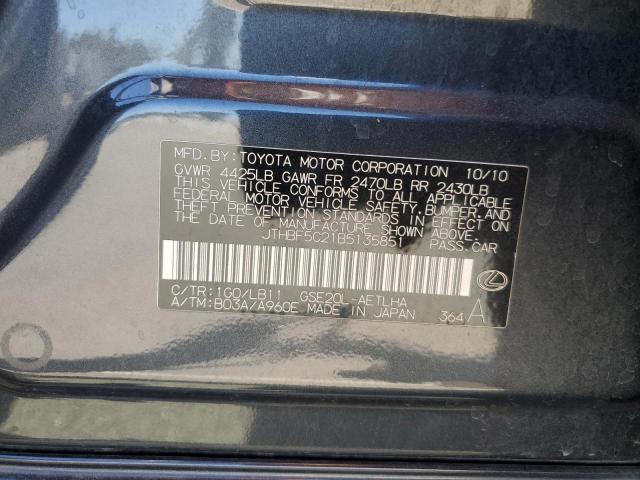 MFD. BY: TOYOTA MOTOR CORPORATION 10/10
GVWR 4425LB GAWR FR 2470LB RR 2430LB
THIS VEHICLE CONFORMS TO ALL APPLICABLE
FEDERAL MOTOR VEHICLE SAFETY, BUMPER, AND
THEFT PREVENTION STANDARDS IN EFFECT ON
THE DATE OF MANUFACTURE SHOWN ABOVE.
JTHBF5C21B5135851 PASS.CAR
C/TR:1G0/LB11 GSE20L-AETLHA
A/TM:B03A/A960E MADE IN JAPAN 364 A